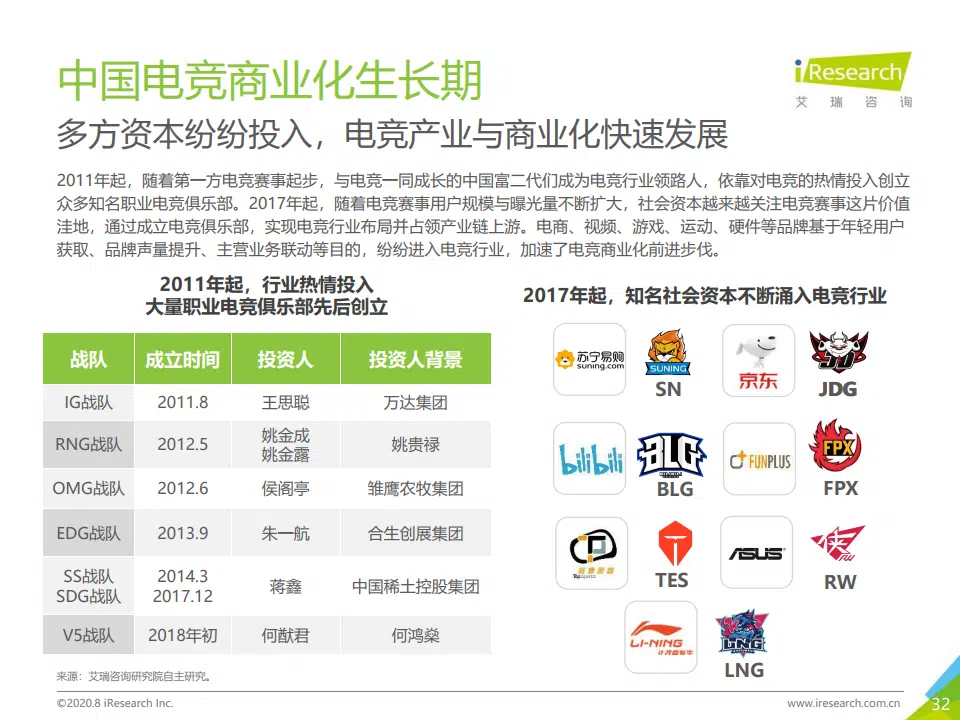 中国电竞商业化生长期
iResearch
艾瑞咨询
多方资本纷纷投入，电竞产业与商业化快速发展
2011年起，随着第一方电竞赛事起步，与电竞一同成长的中国富二代们成为电竞行业领路人，依靠对电竞的热情投入创立
众多知名职业电竞俱乐部。2017年起，随着电竞赛事用户规模与曝光量不断扩大，社会资本越来越关注电竞赛事这片价值
洼地，通过成立电竞俱乐部，实现电竞行业布局并占领产业链上游。电商、视频、游戏、运动、硬件等品牌基于年轻用户
获取、品牌声量提升、主营业务联动等目的，纷纷进入电竞行业，加速了电竞商业化前进步伐。
2011年起，行业热情投入
大量职业电竞俱乐部先后创立
战队 成立时间 投资人 投资人背景
IG战队 2011.8 王思聪 万达集团
RNG战队 2012.5 姚金成 姚金露 姚贵禄
OMG战队 2012.6 侯阁亭 雏鹰农牧集团
EDG战队 2013.9 朱一航 合生创展集团
SS战队 2014.3 蒋鑫 中国稀土控股集团
SDG战队 2017.12
V5战队 2018年初 何猷君 何鸿燊
2017年起，知名社会资本不断涌入电竞行业
苏宁易购
suning.com
SUNING
SN
京东
JDG
bilibili
BLG
BLG
FUNPLUS
FPX
FPX
Topsports
TES
ASUS
侠
RW
RW
LI-NING
LNG
LNG
来源：艾瑞咨询研究院自主研究。
©2020.8 iResearch Inc.
www.iresearch.com.cn
32